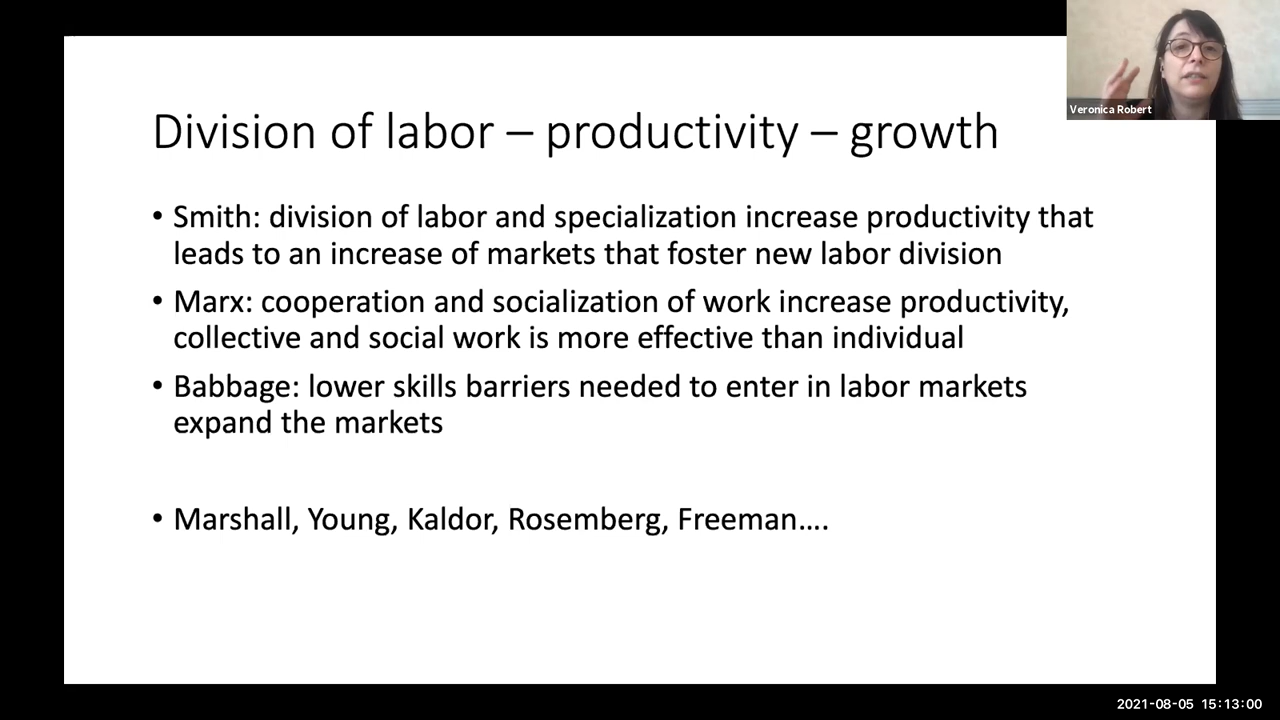 Veronica Robert
Division of labor – productivity – growth
• Smith: division of labor and specialization increase productivity that
leads to an increase of markets that foster new labor division
• Marx: cooperation and socialization of work increase productivity,
collective and social work is more effective than individual
• Babbage: lower skills barriers needed to enter in labor markets
expand the markets
• Marshall, Young, Kaldor, Rosemberg, Freeman....
2021-08-05 15:13:00